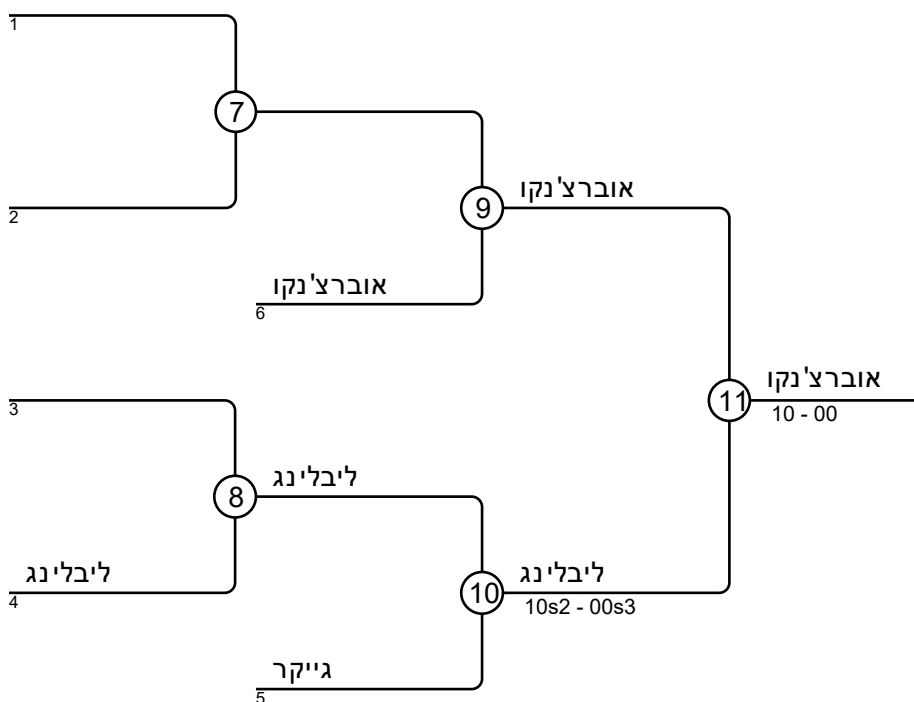 1
7
2
אוברצ'נקו
9
אוברצ'נקו
6
אוברצ'נקו
11
10 - 00
3
ליבלינג
8
ליבלינג
4
ליבלינג
10
10s2 - 00s3
גייקר
5